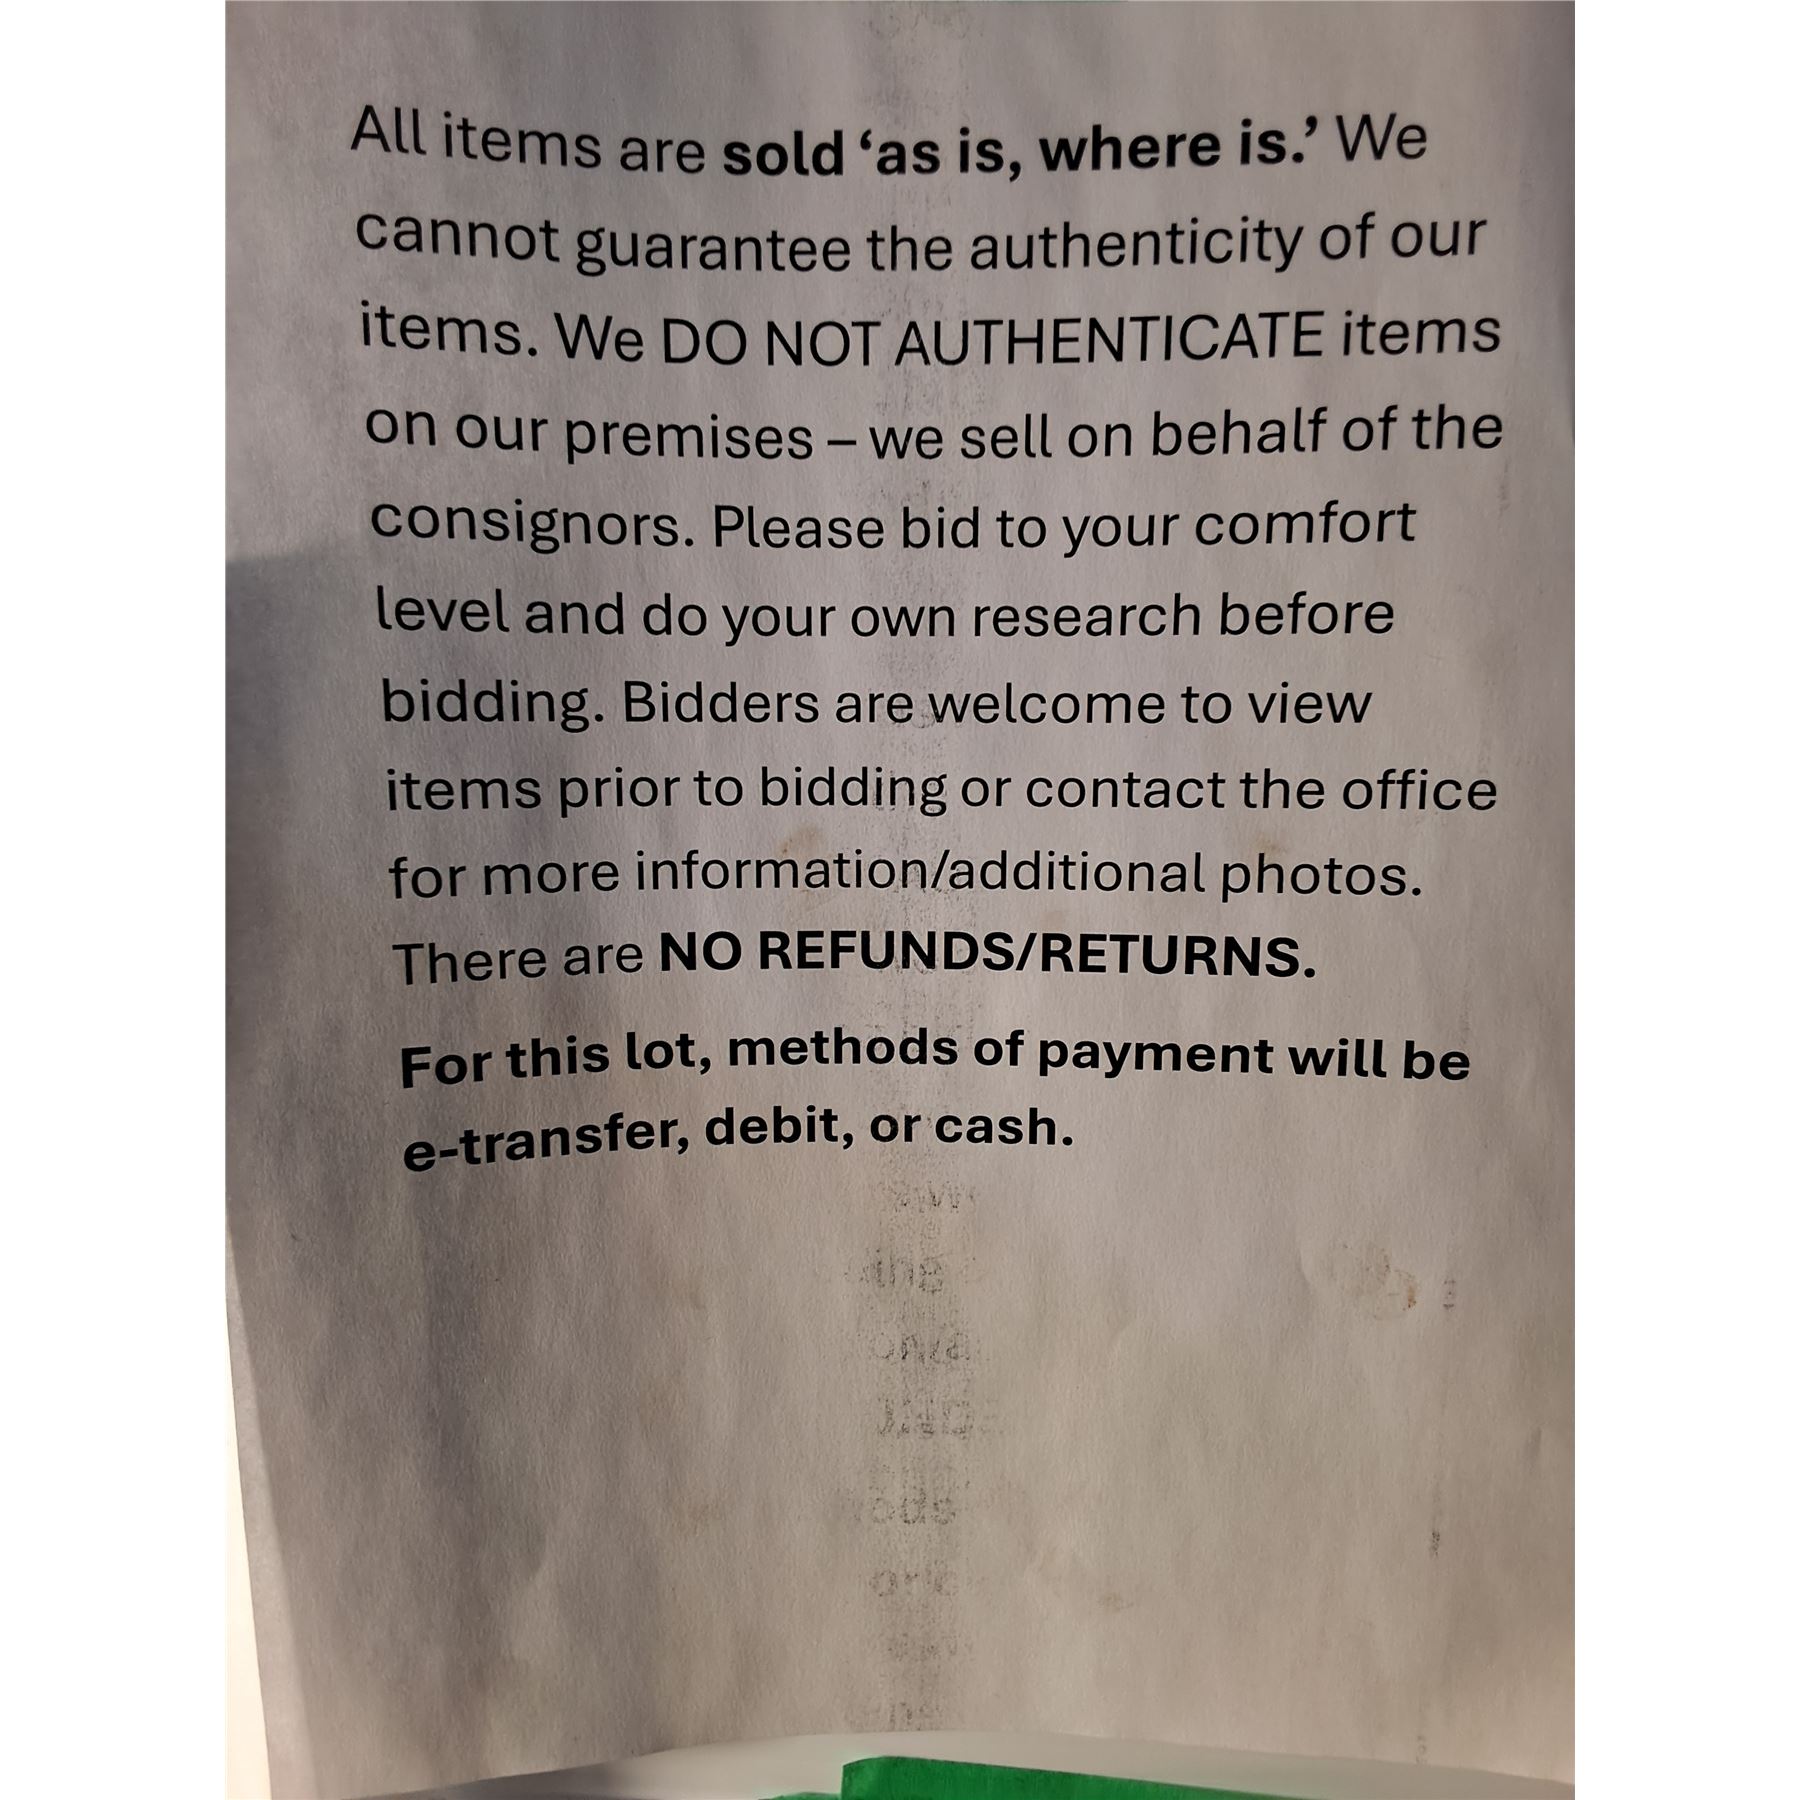 All items are sold ‘as is, where is.’ We
cannot guarantee the authenticity of our
items. We DO NOT AUTHENTICATE items
on our premises – we sell on behalf of the
consignors. Please bid to your comfort
level and do your own research before
bidding. Bidders are welcome to view
items prior to bidding or contact the office
for more information/additional photos.
There are NO REFUNDS/RETURNS.
For this lot, methods of payment will be
e-transfer, debit, or cash.